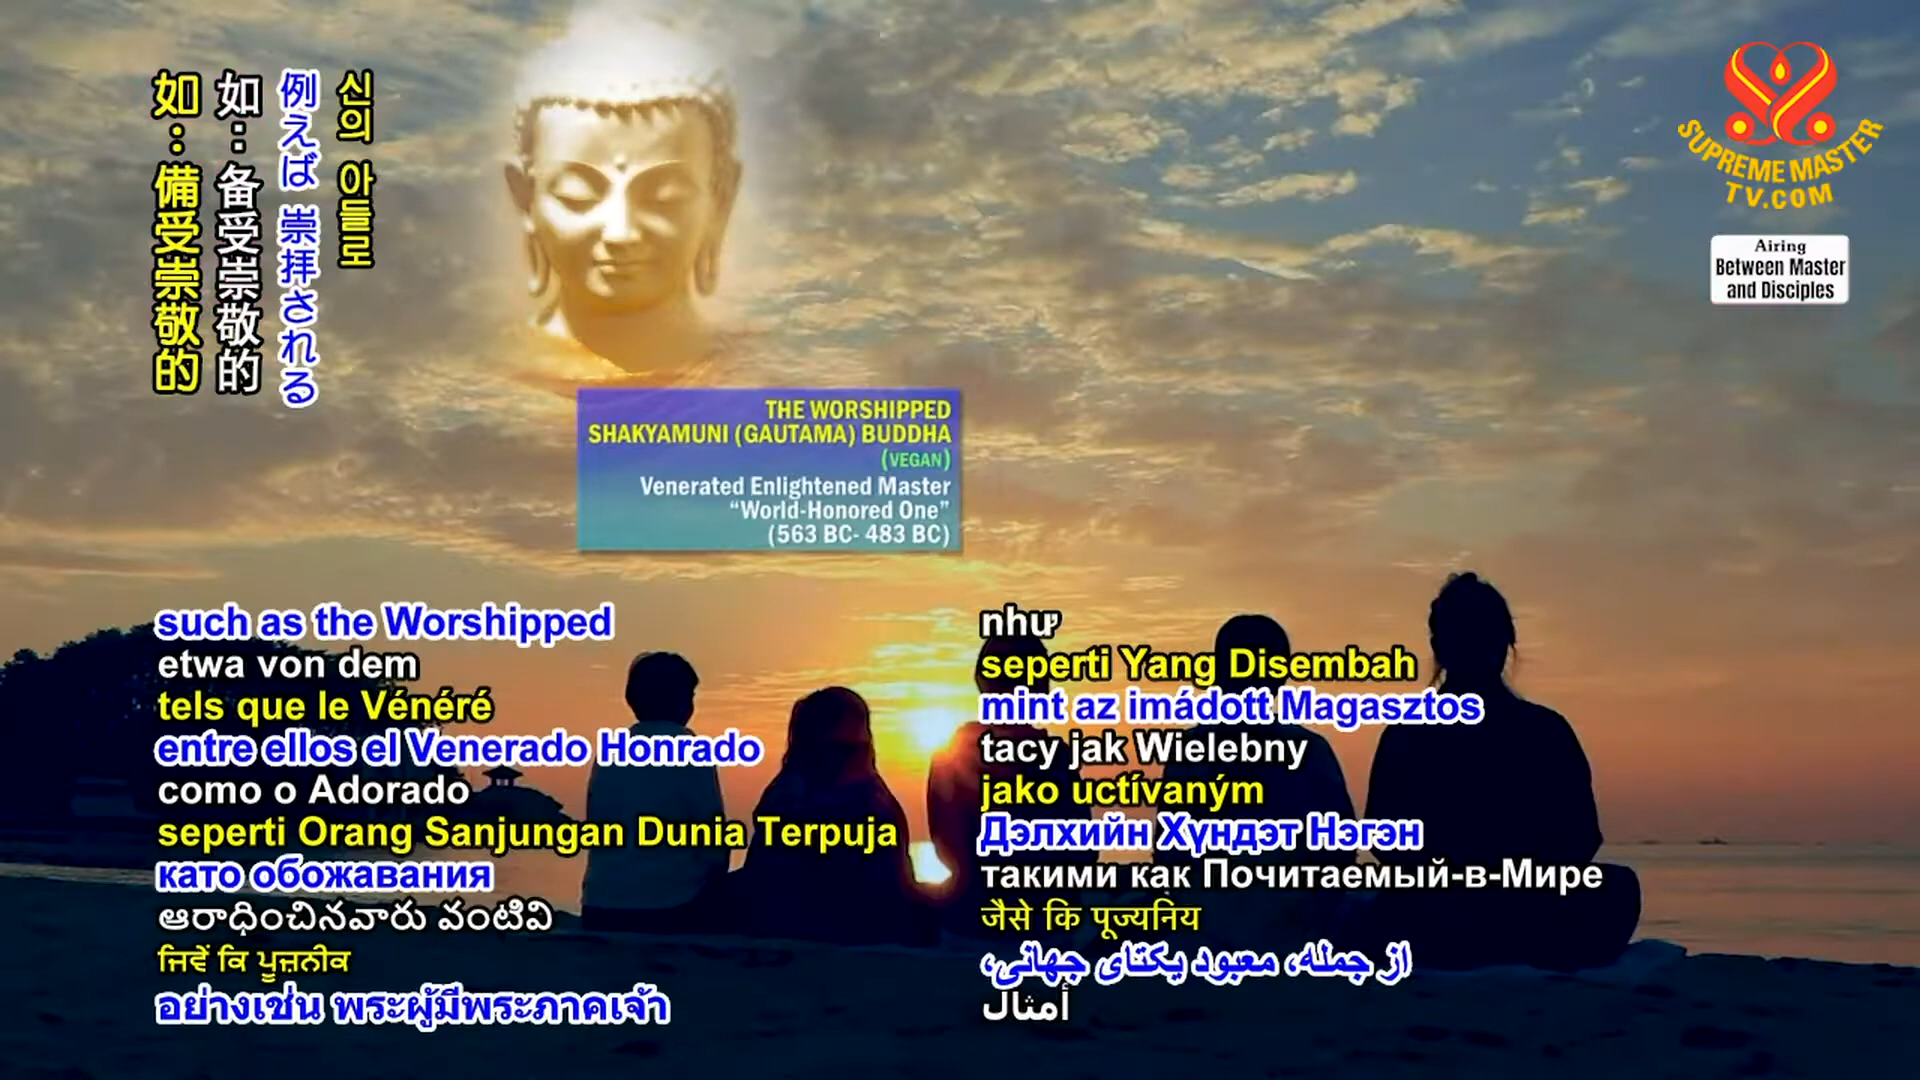 如：備受崇敬的
如：备受崇敬的
例えば 崇拝される
신의 아들로
SUPREME MASTER
TV.COM
Airing
Between Master
and Disciples
THE WORSHIPPED
SHAKYAMUNI (GAUTAMA) BUDDHA
(VEGAN)
Venerated Enlightened Master
“World-Honored One”
(563 BC- 483 BC)
such as the Worshipped
etwa von dem
tels que le Vénéré
entre ellos el Venerado Honrado
como o Adorado
seperti Orang Sanjungan Dunia Terpuja
като обожавания
ఆరాధించినవారు వంటివి
ਜਿਵੇਂ ਕਿ ਪੂਜ਼ਨੀਕ
อย่างเช่น พระผู้มีพระภาคเจ้า
như
seperti Yang Disembah
mint az imádott Magasztos
tacy jak Wielebny
jako uctívaným
Дэлхийн Хүндэт Нэгэн
такими как Почитаемый-в-Мире
जैसे कि पूज्यनिय
از جمله، معبود یکتای جهانی،
أمثال